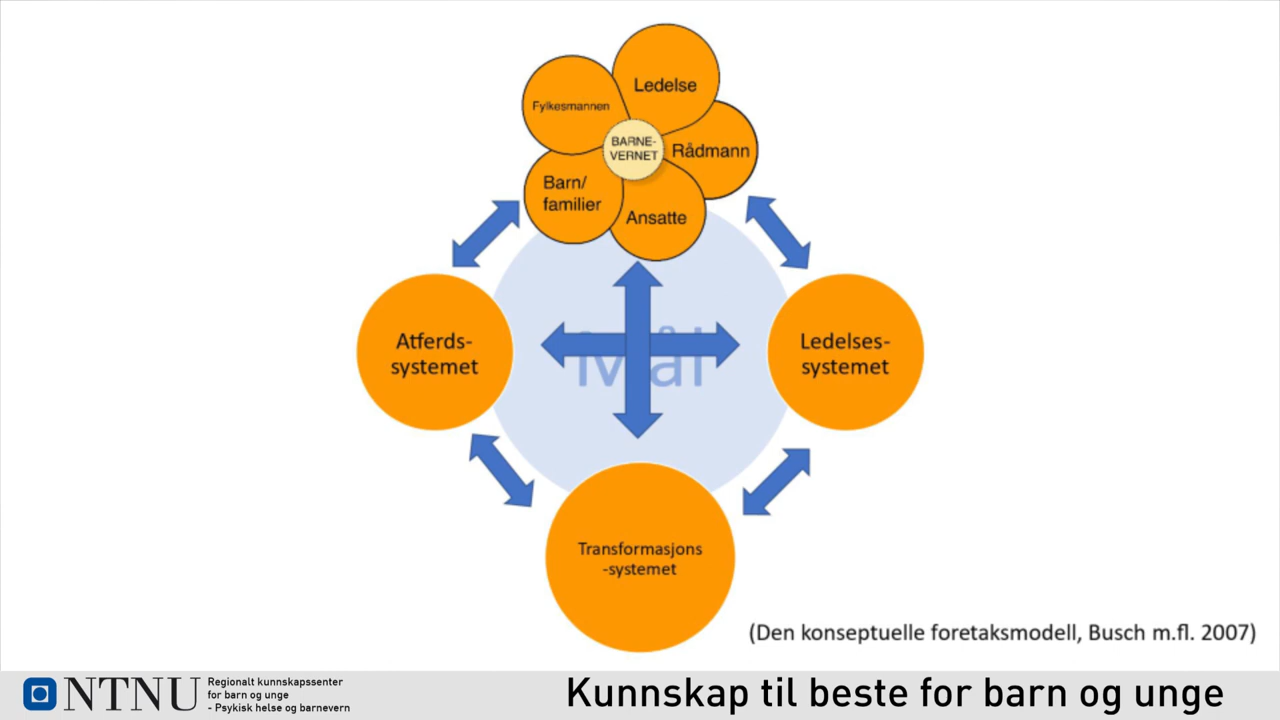 Ledelse
Fylkesmannen
BARNE-
VERNET
Rådmann
Barn/
familier
Ansatte
Atferds-
systemet
Mål
Ledelses-
systemet
Transformasjons
-systemet
(Den konseptuelle foretaksmodell, Busch m.fl. 2007)
NTNU
Regionalt kunnskapssenter
for barn og unge
- Psykisk helse og barnevern
Kunnskap til beste for barn og unge